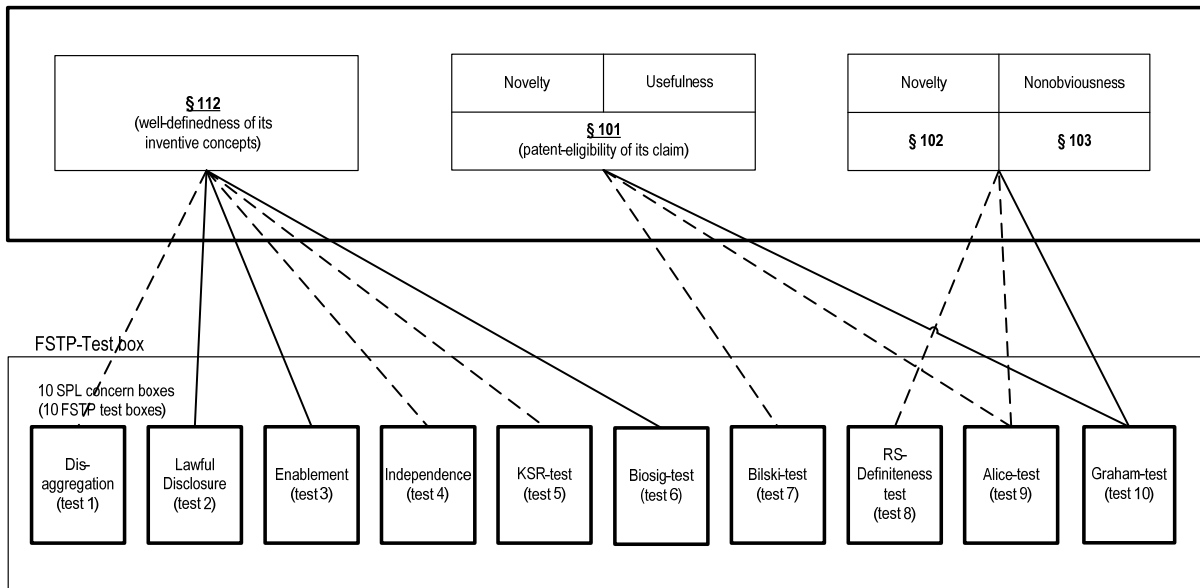 § 112
(well-definedness of its
inventive concepts)
Novelty
Usefulness
§ 101
(patent-eligibility of its claim)
Novelty
Nonobviousness
§ 102
§ 103
FSTP-Test box
10 SPL concern boxes
(10 FSTP test boxes)
Dis-
aggregation
(test 1)
Lawful
Disclosure
(test 2)
Enablement
(test 3)
Independence
(test 4)
KSR-test
(test 5)
Biosig-test
(test 6)
Bilski-test
(test 7)
RS-
Definiteness
test
(test 8)
Alice-test
(test 9)
Graham-test
(test 10)